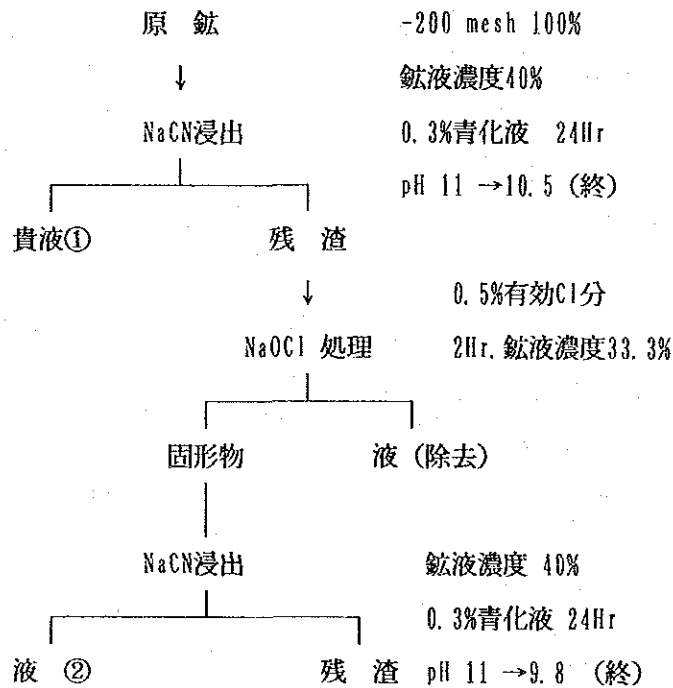 原 鉱 -200 mesh 100%
↓ 鉱液濃度40%
NaCN浸出 0.3%青化液 24Hr
pH 11 →10.5 (終)
貴液① 残 渣
↓ 0.5%有効Cl分
NaOCl 処理 2Hr.鉱液濃度33.3%
固形物 液 (除去)
NaCN浸出 鉱液濃度 40%
0.3%青化液 24Hr
液 ② 残 渣 pH 11 →9.8 (終)